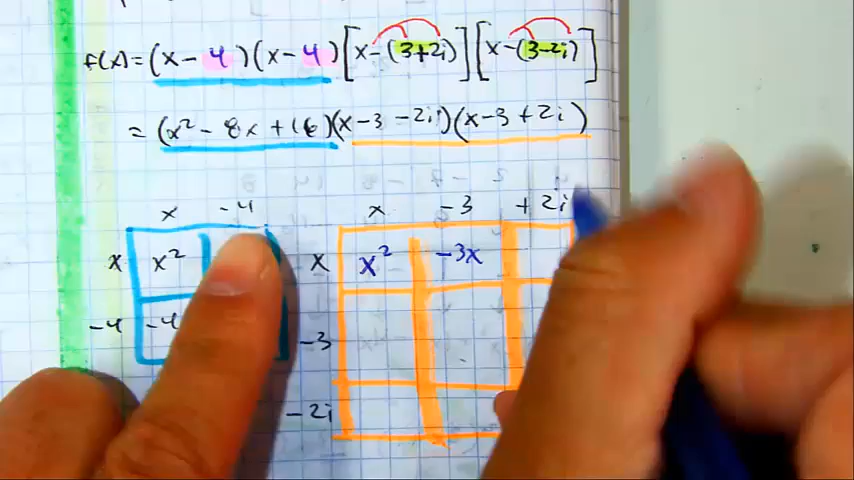 f(x) = (x - 4)(x - 4)[x-(3+2i)][x-(3-2i)]
= (x² - 8x + 16)(x-3-2i)(x-3+2i)
x -4 x -3 +2i
x x² x x² -3x
-4 -4 -3
-2i